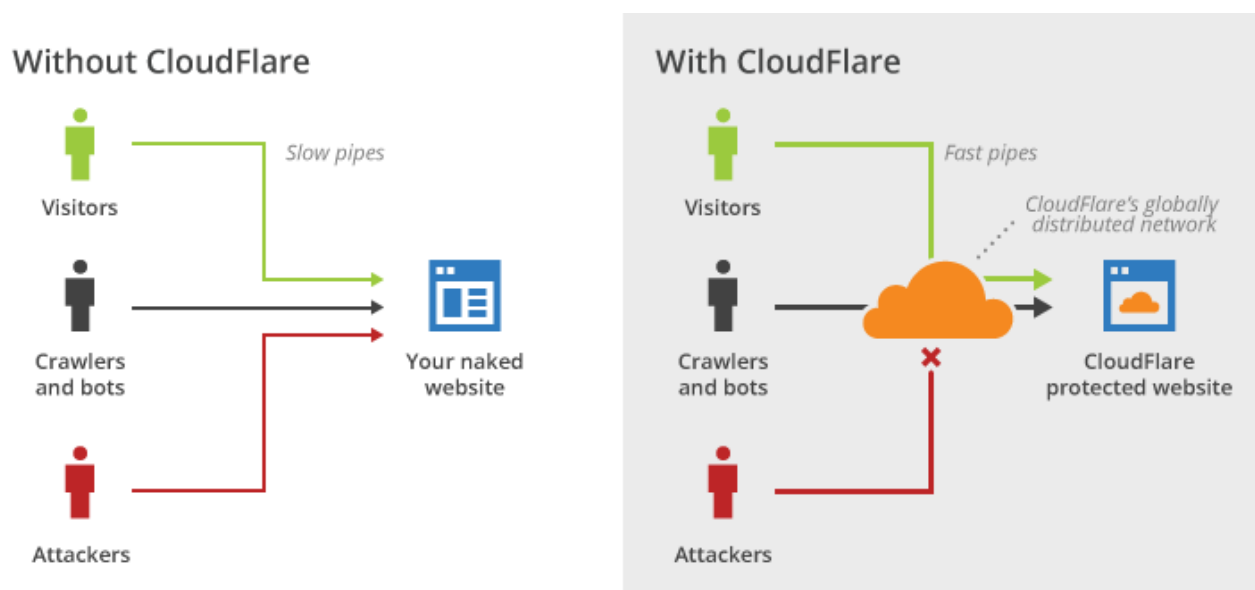 Without CloudFlare
Slow pipes
Visitors
Crawlers
and bots
Your naked
website
Attackers
With CloudFlare
Fast pipes
Visitors
CloudFlare's globally
distributed network
Crawlers
and bots
CloudFlare
protected website
Attackers